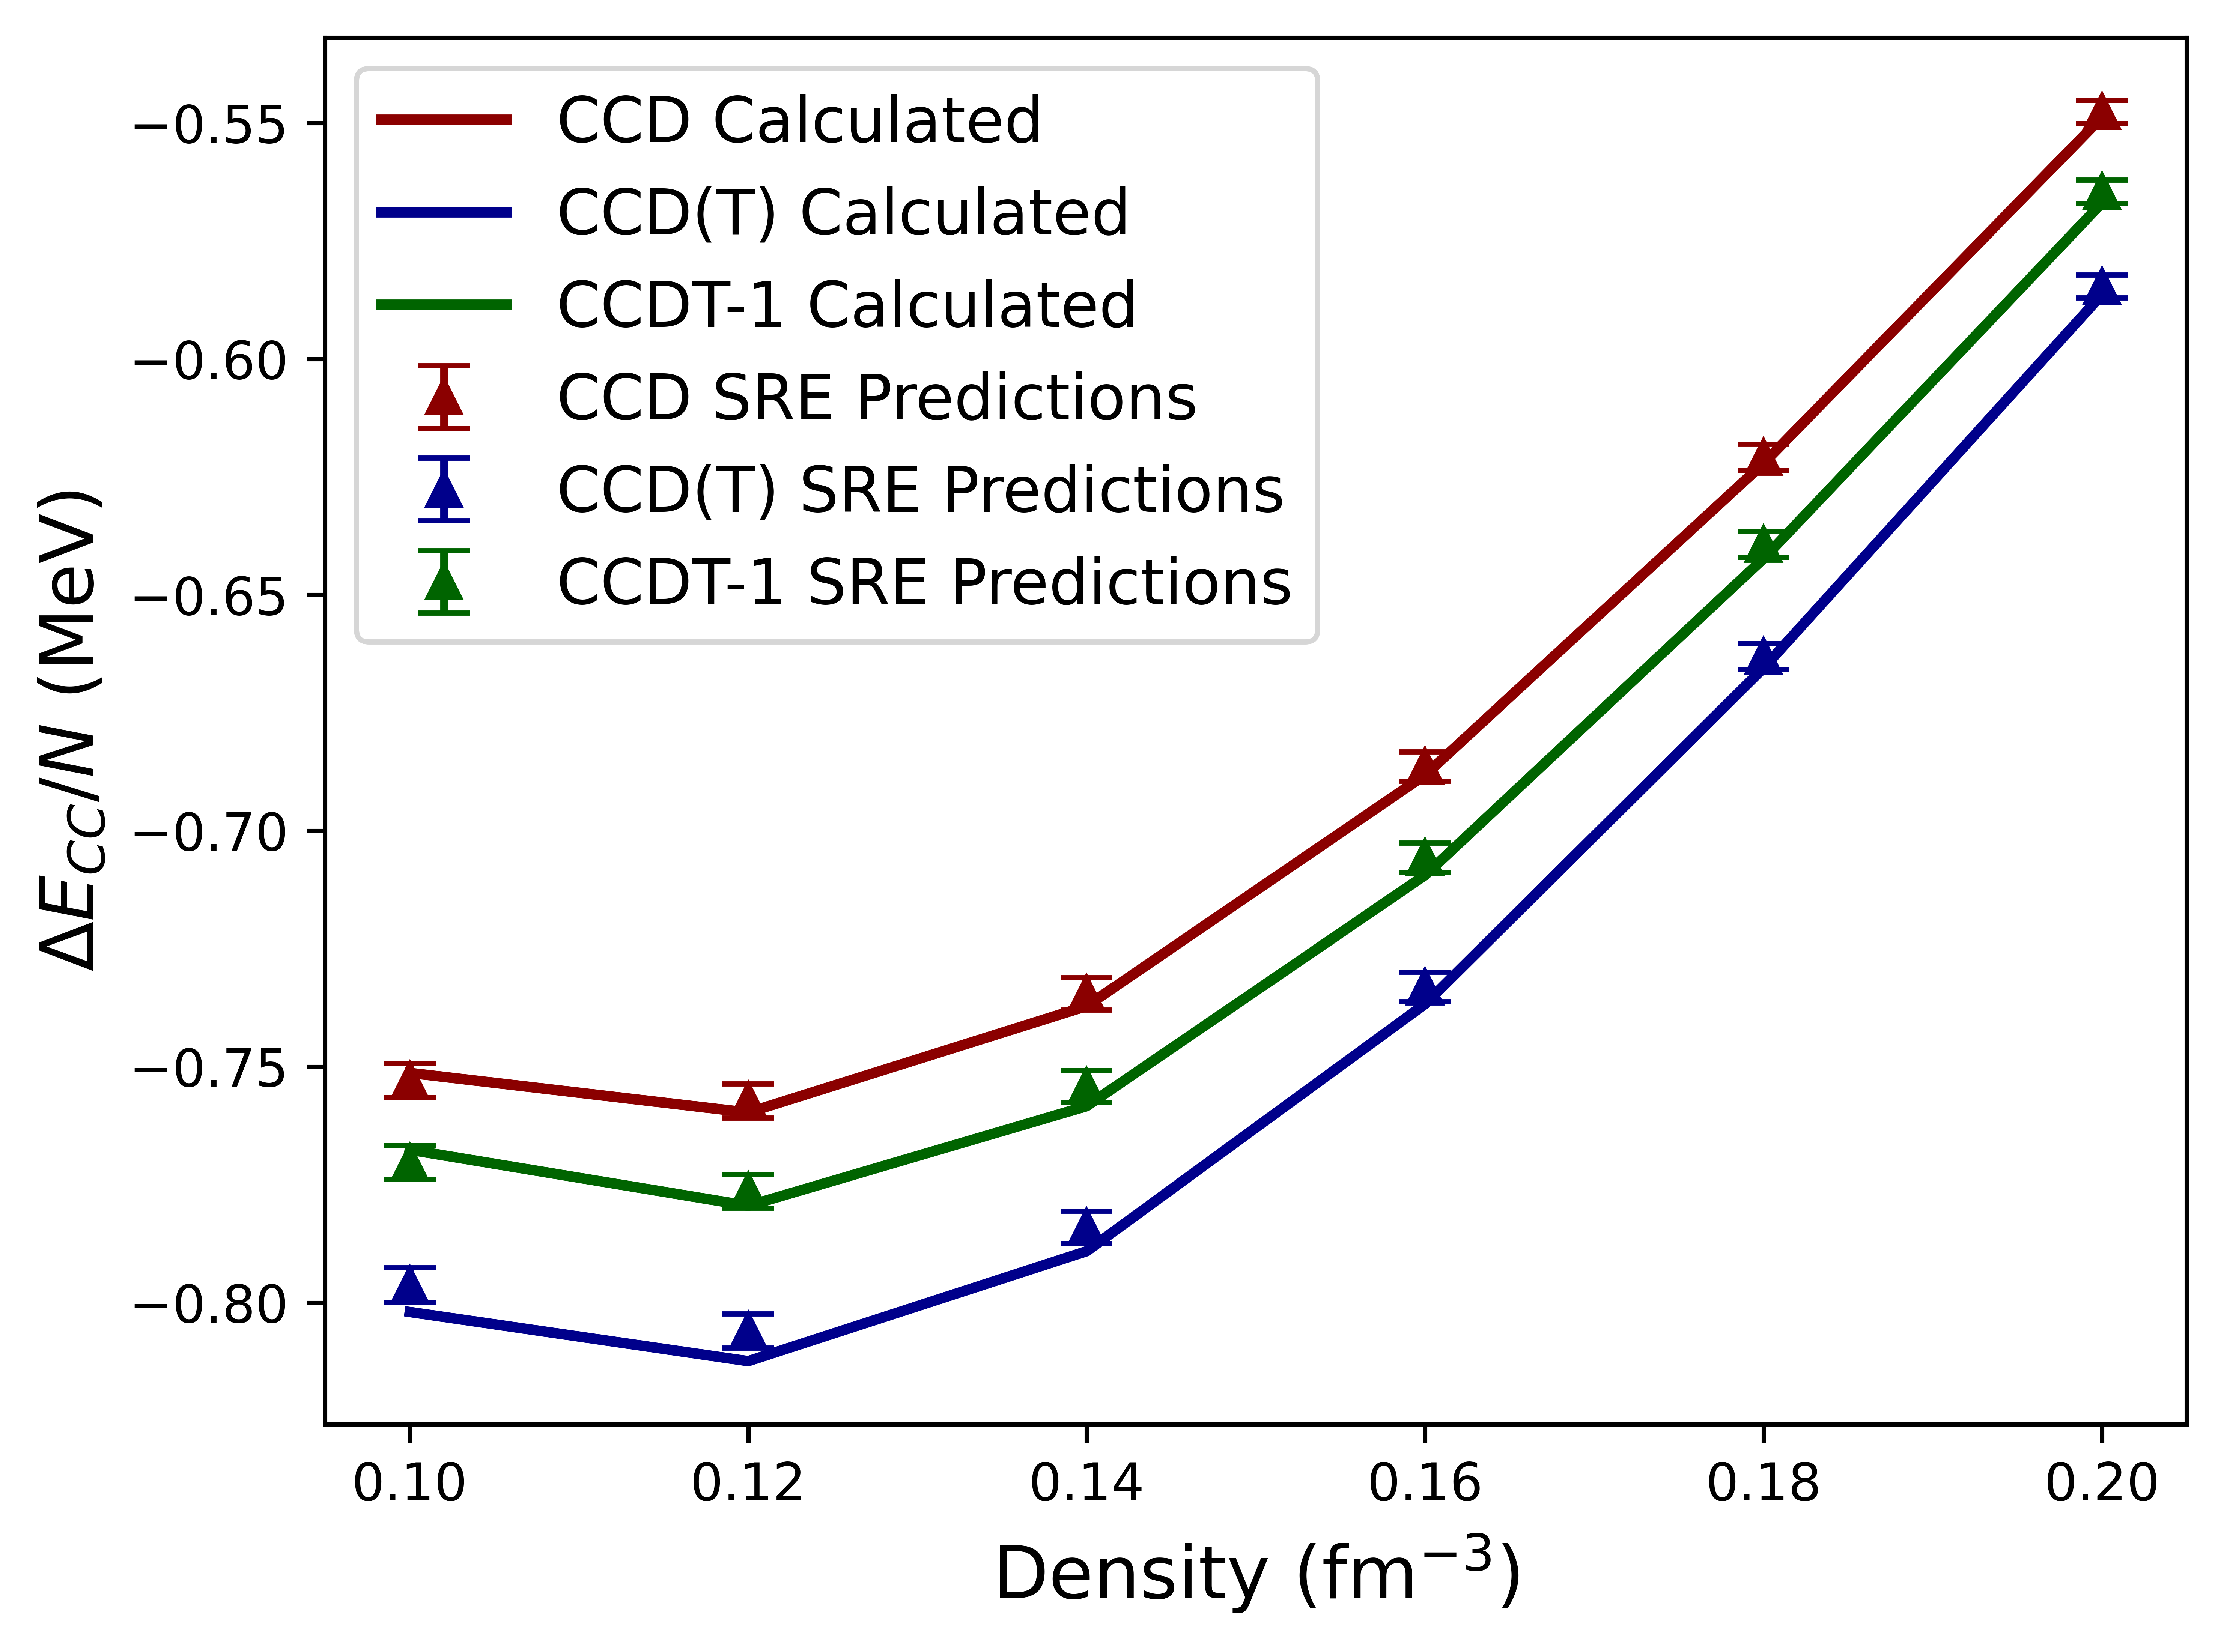 CCD Calculated
CCD(T) Calculated
CCDT-1 Calculated
CCD SRE Predictions
CCD(T) SRE Predictions
CCDT-1 SRE Predictions
−0.55
−0.60
−0.65
−0.70
−0.75
−0.80
ΔE_{CC}/N (MeV)
0.10 0.12 0.14 0.16 0.18 0.20
Density (fm⁻³)